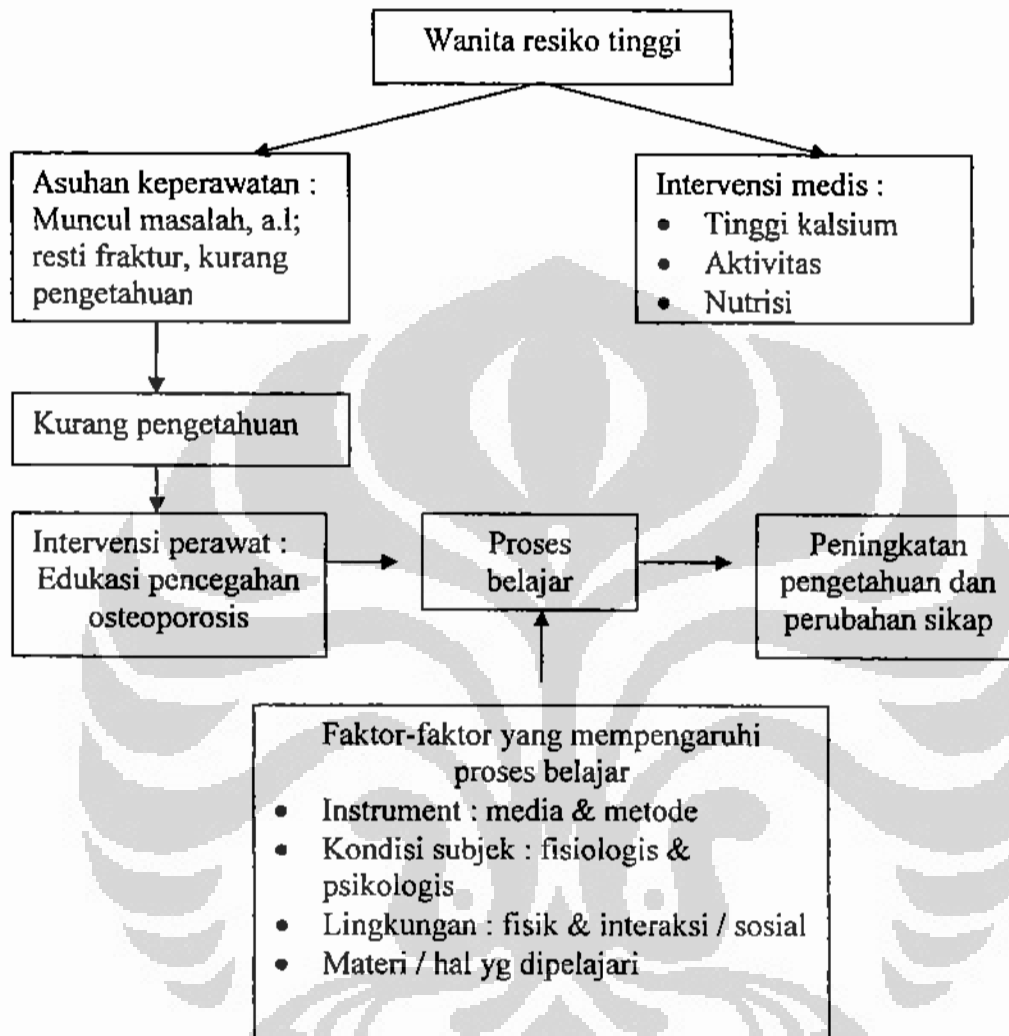 Wanita resiko tinggi
Asuhan keperawatan :
Muncul masalah, a.l;
resti fraktur, kurang
pengetahuan
Intervensi medis :
• Tinggi kalsium
• Aktivitas
• Nutrisi
Kurang pengetahuan
Intervensi perawat :
Edukasi pencegahan
osteoporosis
Proses
belajar
Peningkatan
pengetahuan dan
perubahan sikap
Faktor-faktor yang mempengaruhi
proses belajar
• Instrument : media & metode
• Kondisi subjek : fisiologis &
psikologis
• Lingkungan : fisik & interaksi / sosial
• Materi / hal yg dipelajari